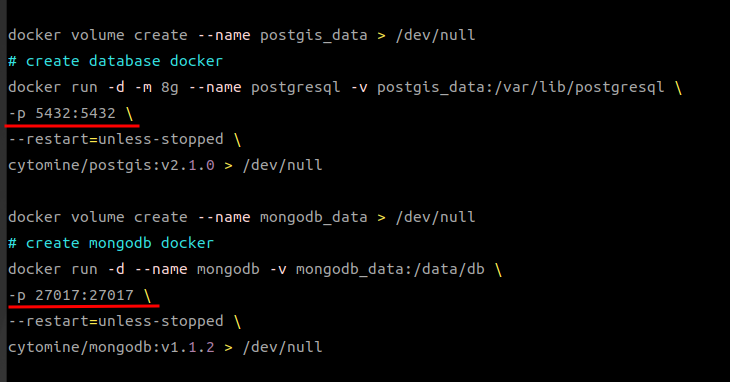 docker volume create --name postgis_data > /dev/null
# create database docker
docker run -d -m 8g --name postgresql -v postgis_data:/var/lib/postgresql \
-p 5432:5432 \
--restart=unless-stopped \
cytomine/postgis:v2.1.0 > /dev/null
docker volume create --name mongodb_data > /dev/null
# create mongodb docker
docker run -d --name mongodb -v mongodb_data:/data/db \
-p 27017:27017 \
--restart=unless-stopped \
cytomine/mongodb:v1.1.2 > /dev/null